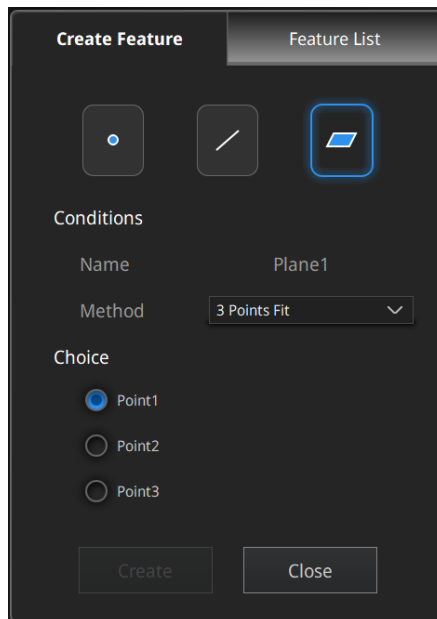 Create Feature Feature List
Conditions
Name Plane1
Method 3 Points Fit
Choice
Point1
Point2
Point3
Create Close